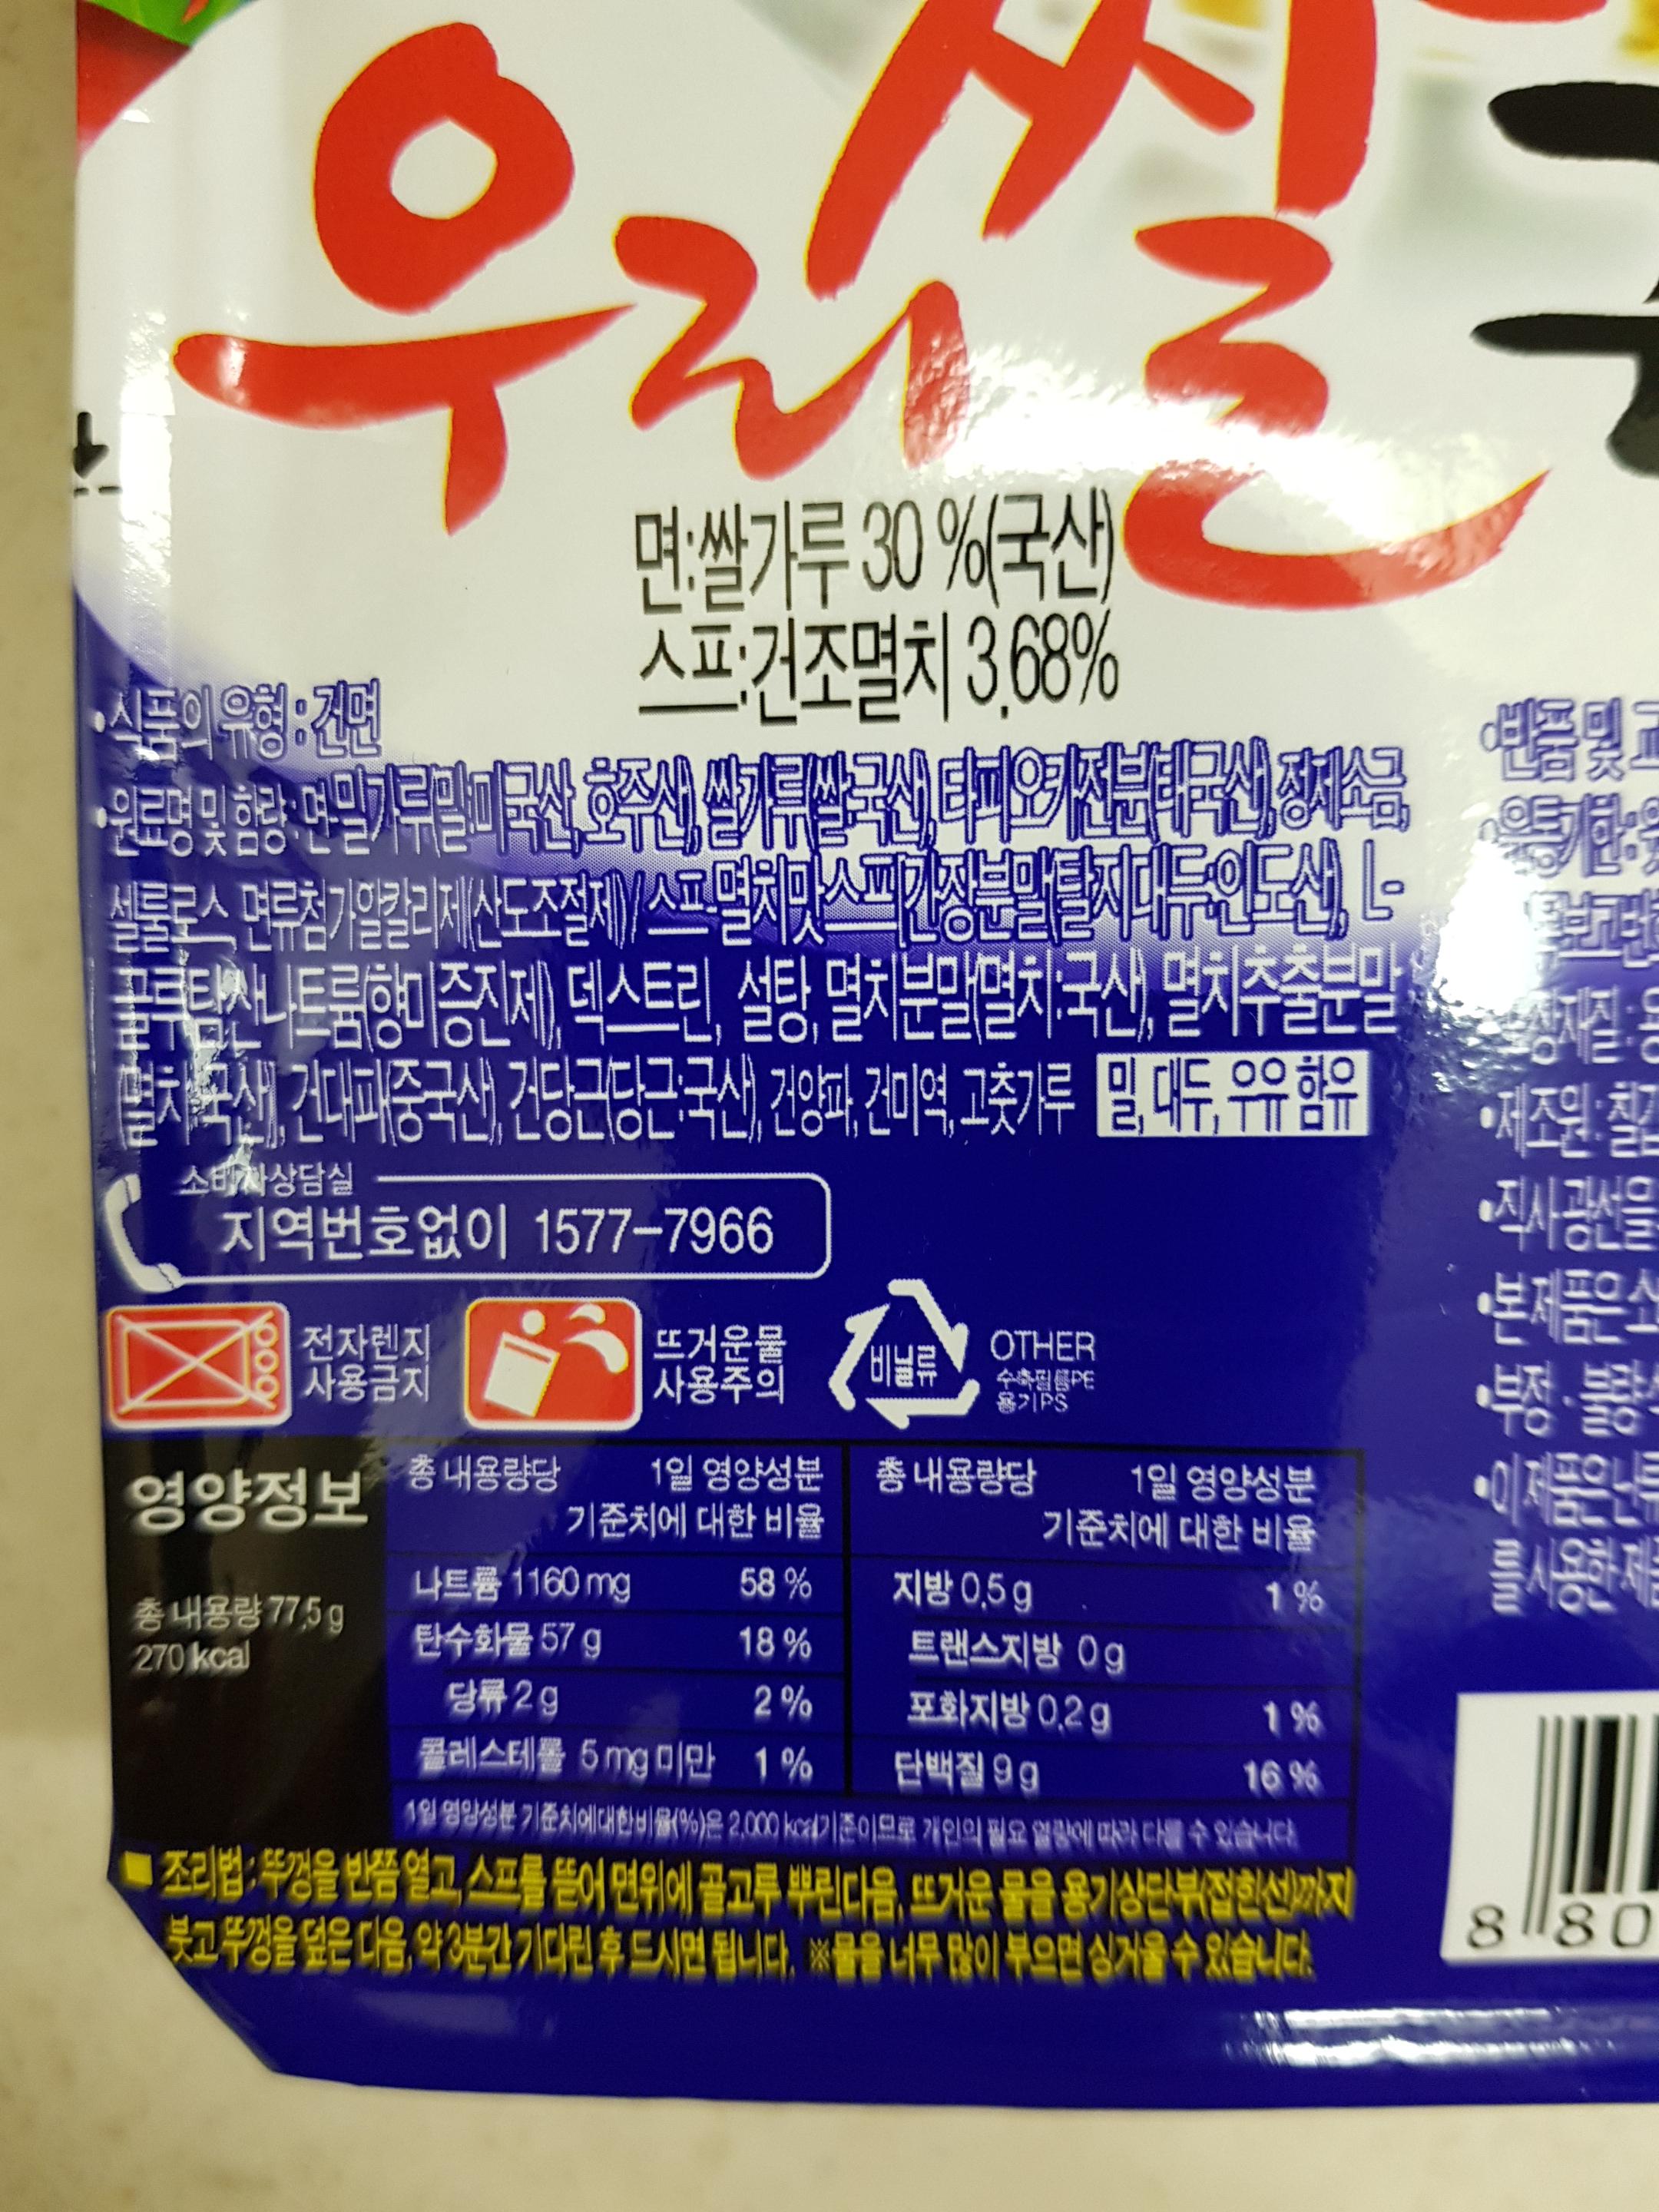 우리쌀
면:쌀가루 30 %(국산)
스프:건조멸치 3.68%
•식품의 유형:건면
•원료명 및 함량:면-밀가루(밀:미국산, 호주산), 쌀가루(쌀:국산), 타피오카전분(태국산), 정제소금,
셀룰로스, 면류첨가알칼리제(산도조절제)/스프-멸치맛스프{간장분말(탈지대두:인도산), L-
글루탐산나트륨(향미증진제), 덱스트린, 설탕, 멸치분말(멸치:국산), 멸치추출분말
(멸치:국산), 건대파(중국산), 건당근(당근:국산), 건양파, 건미역, 고춧가루 밀, 대두, 우유 함유
소비자상담실
지역번호없이 1577-7966
전자렌지
사용금지
뜨거운물
사용주의
비닐류
OTHER
수축필름PE
용기PS
영양정보
총 내용량 77.5 g
270 kcal
총 내용량당 1일 영양성분
기준치에 대한 비율
나트륨 1160 mg 58 %
탄수화물 57 g 18 %
당류 2 g 2 %
콜레스테롤 5 mg 미만 1 %
총 내용량당 1일 영양성분
기준치에 대한 비율
지방 0.5 g 1 %
트랜스지방 0 g
포화지방 0.2 g 1 %
단백질 9 g 16 %
1일 영양성분 기준치에대한비율(%)은 2,000 kcal기준이므로 개인의 필요 열량에 따라 다를 수 있습니다.
■ 조리법 : 뚜껑을 반쯤 열고, 스프를 뜯어 면위에 골고루 뿌린다음, 뜨거운 물을 용기상단부(접힌선)까지
붓고 뚜껑을 덮은 다음, 약 3분간 기다린 후 드시면 됩니다. ※물을 너무 많이 부으면 싱거울 수 있습니다.
•반품 및
•제조원:
•직사광선을
•본 제품은
•부정·불량
•이 제품은
를 사용한
8 80